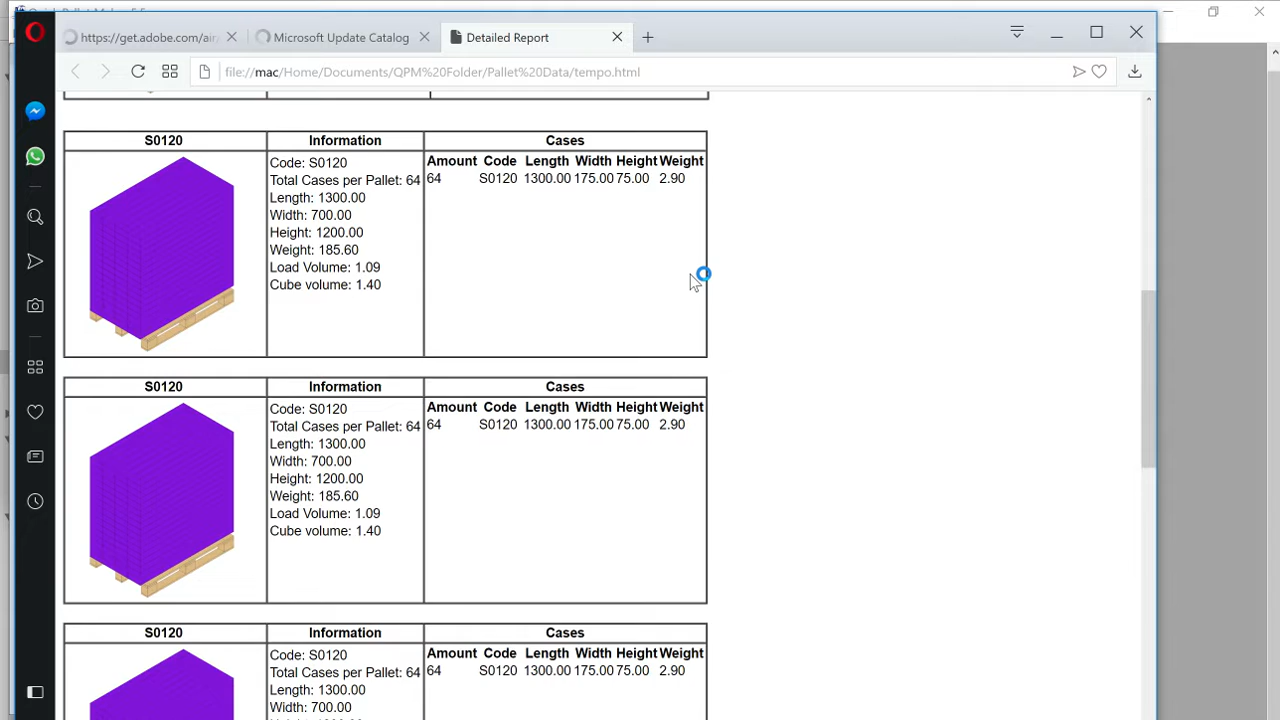 https://get.adobe.com/air
Microsoft Update Catalog
Detailed Report
file://mac/Home/Documents/QPM%20Folder/Pallet%20Data/tempo.html
S0120 Information Cases
Code: S0120
Total Cases per Pallet: 64
Length: 1300.00
Width: 700.00
Height: 1200.00
Weight: 185.60
Load Volume: 1.09
Cube volume: 1.40
Amount Code Length Width Height Weight
64 S0120 1300.00 175.00 75.00 2.90
S0120 Information Cases
Code: S0120
Total Cases per Pallet: 64
Length: 1300.00
Width: 700.00
Height: 1200.00
Weight: 185.60
Load Volume: 1.09
Cube volume: 1.40
Amount Code Length Width Height Weight
64 S0120 1300.00 175.00 75.00 2.90
S0120 Information Cases
Code: S0120
Total Cases per Pallet: 64
Length: 1300.00
Width: 700.00
Amount Code Length Width Height Weight
64 S0120 1300.00 175.00 75.00 2.90